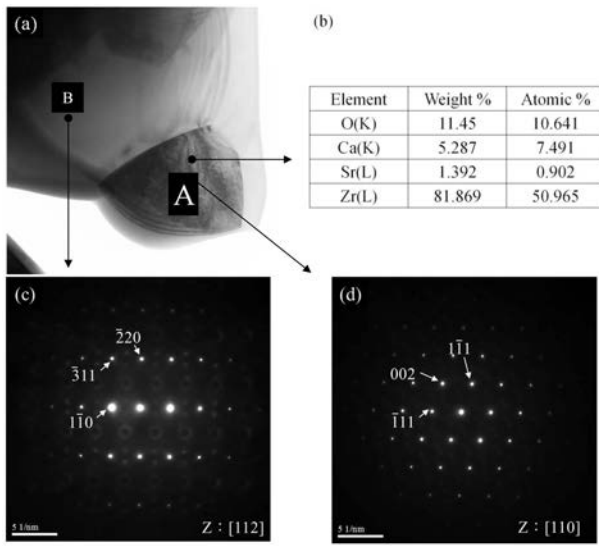 (a)
(b)
B
A
Element Weight % Atomic %
O(K) 11.45 10.641
Ca(K) 5.287 7.491
Sr(L) 1.392 0.902
Zr(L) 81.869 50.965
(c)
2̅20
3̅11
11̅0
5 1/nm
Z：[112]
(d)
11̅1
002
1̅11
5 1/nm
Z：[110]